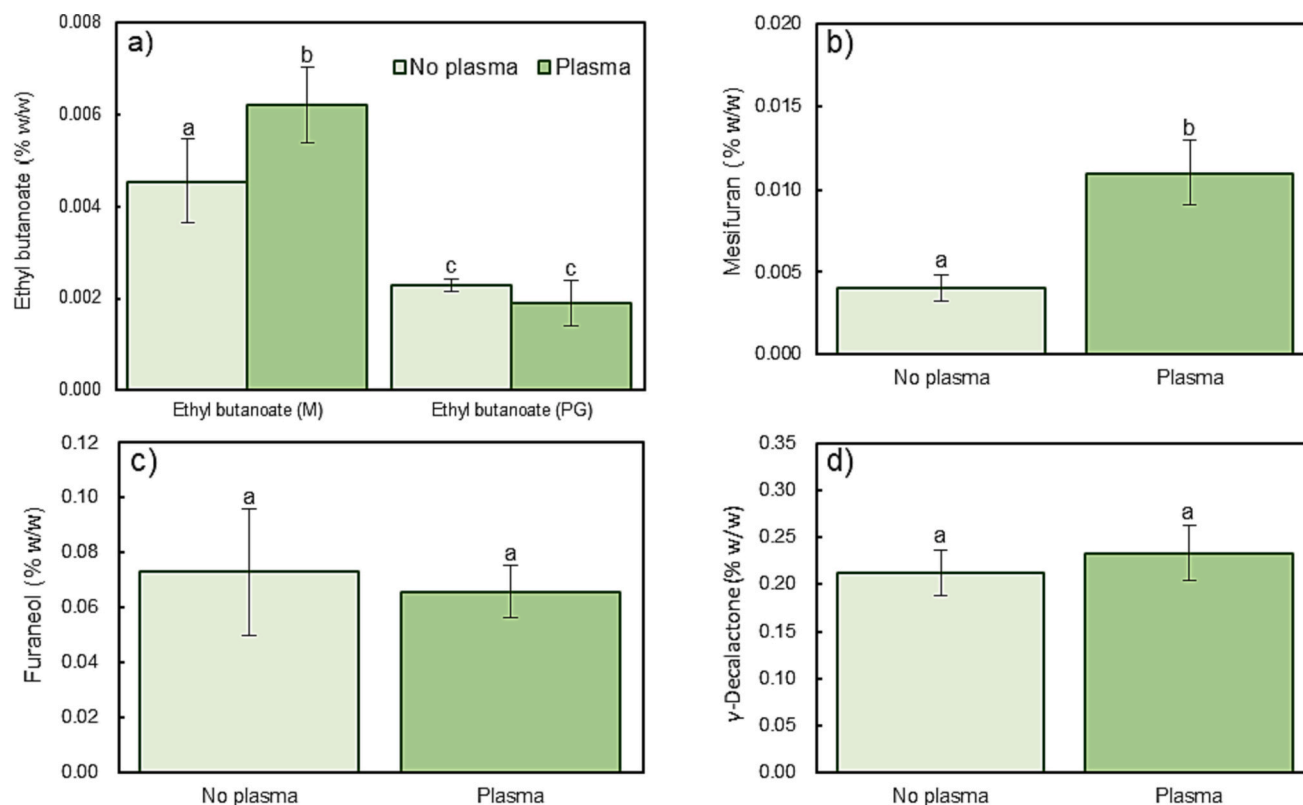 a)
No plasma
Plasma
Ethyl butanoate (% w/w)
0.008
0.006
0.004
0.002
0.000
a
b
c
c
Ethyl butanoate (M)
Ethyl butanoate (PG)
b)
Mesifuran (% w/w)
0.020
0.015
0.010
0.005
0.000
a
b
No plasma
Plasma
c)
Furaneol (% w/w)
0.12
0.10
0.08
0.06
0.04
0.02
0.00
a
a
No plasma
Plasma
d)
γ-Decalactone (% w/w)
0.35
0.30
0.25
0.20
0.15
0.10
0.05
0.00
a
a
No plasma
Plasma